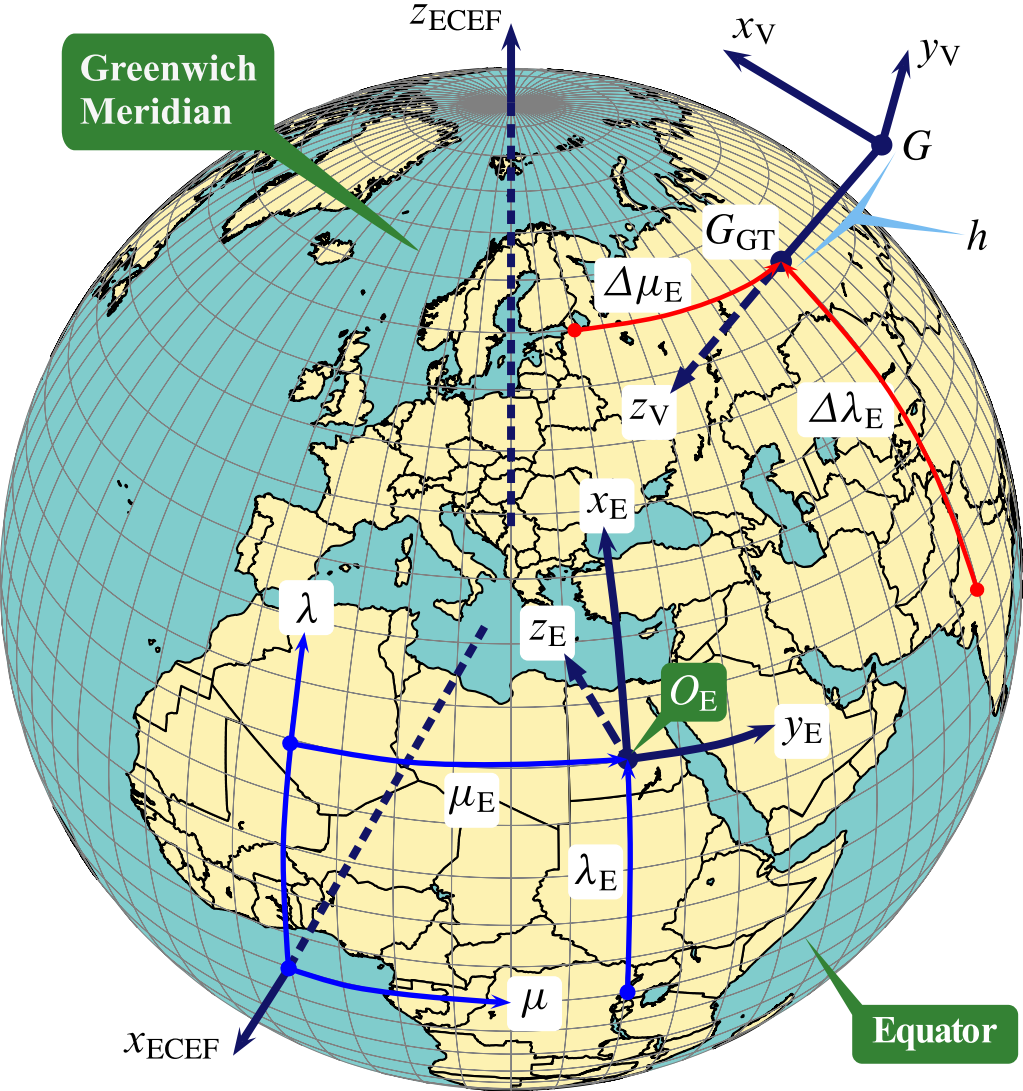 z_ECEF
x_V
y_V
Greenwich
Meridian
G
G_GT
h
Δμ_E
z_V
Δλ_E
x_E
λ
z_E
O_E
y_E
μ_E
λ_E
μ
x_ECEF
Equator